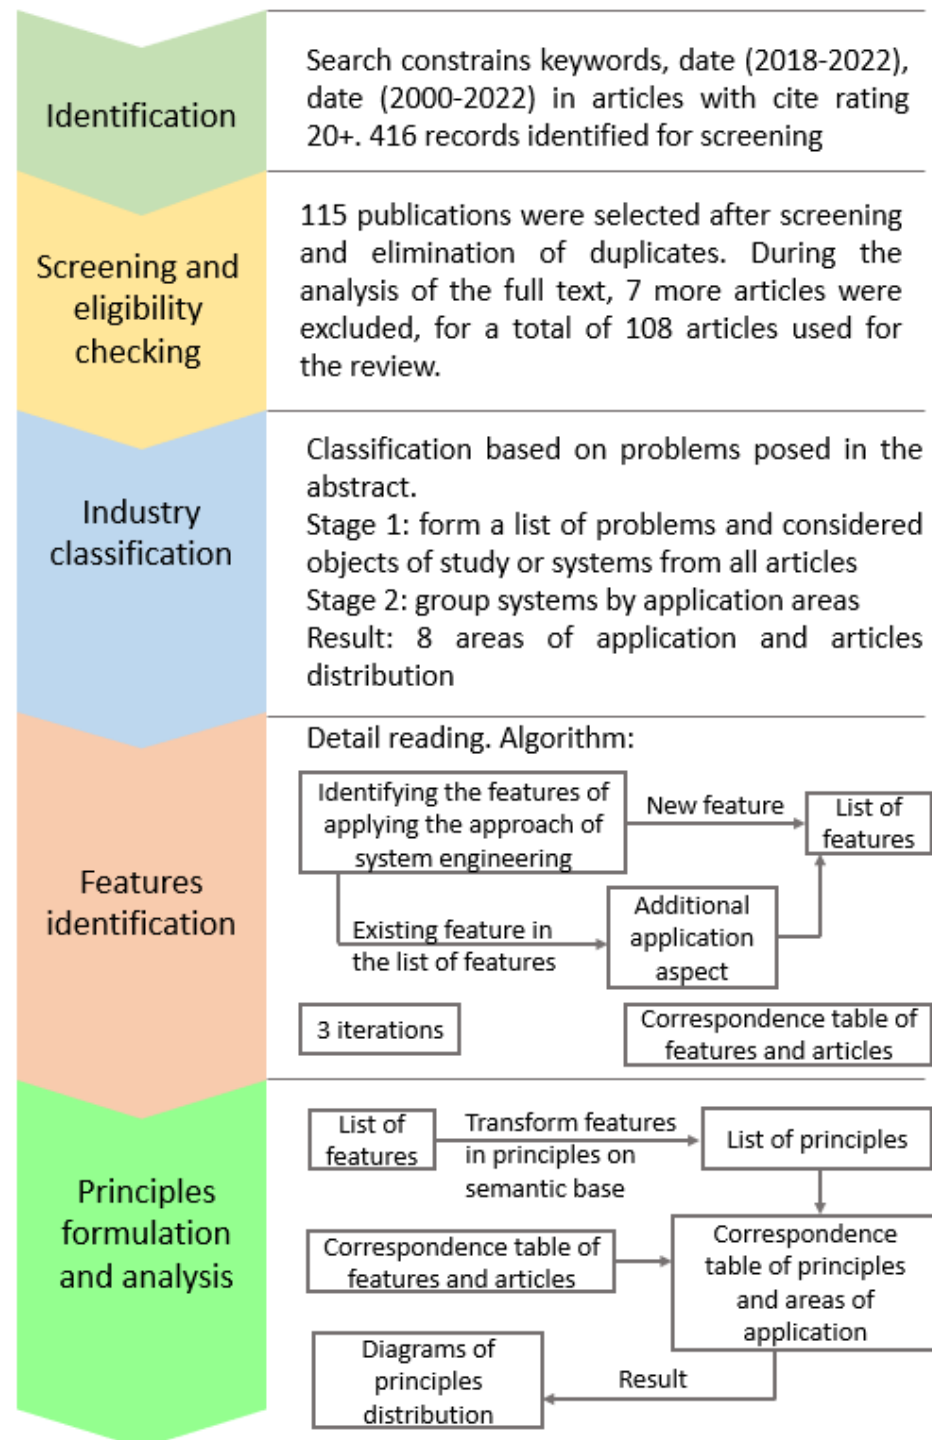 Identification
Search constrains keywords, date (2018-2022),
date (2000-2022) in articles with cite rating
20+. 416 records identified for screening
Screening and
eligibility
checking
115 publications were selected after screening
and elimination of duplicates. During the
analysis of the full text, 7 more articles were
excluded, for a total of 108 articles used for
the review.
Industry
classification
Classification based on problems posed in the
abstract.
Stage 1: form a list of problems and considered
objects of study or systems from all articles
Stage 2: group systems by application areas
Result: 8 areas of application and articles
distribution
Features
identification
Detail reading. Algorithm:
Identifying the features of
applying the approach of
system engineering
New feature
List of
features
Existing feature in
the list of features
Additional
application
aspect
3 iterations
Correspondence table of
features and articles
Principles
formulation
and analysis
List of
features
Transform features
in principles on
semantic base
List of principles
Correspondence table of
features and articles
Correspondence
table of principles
and areas of
application
Diagrams of
principles
distribution
Result